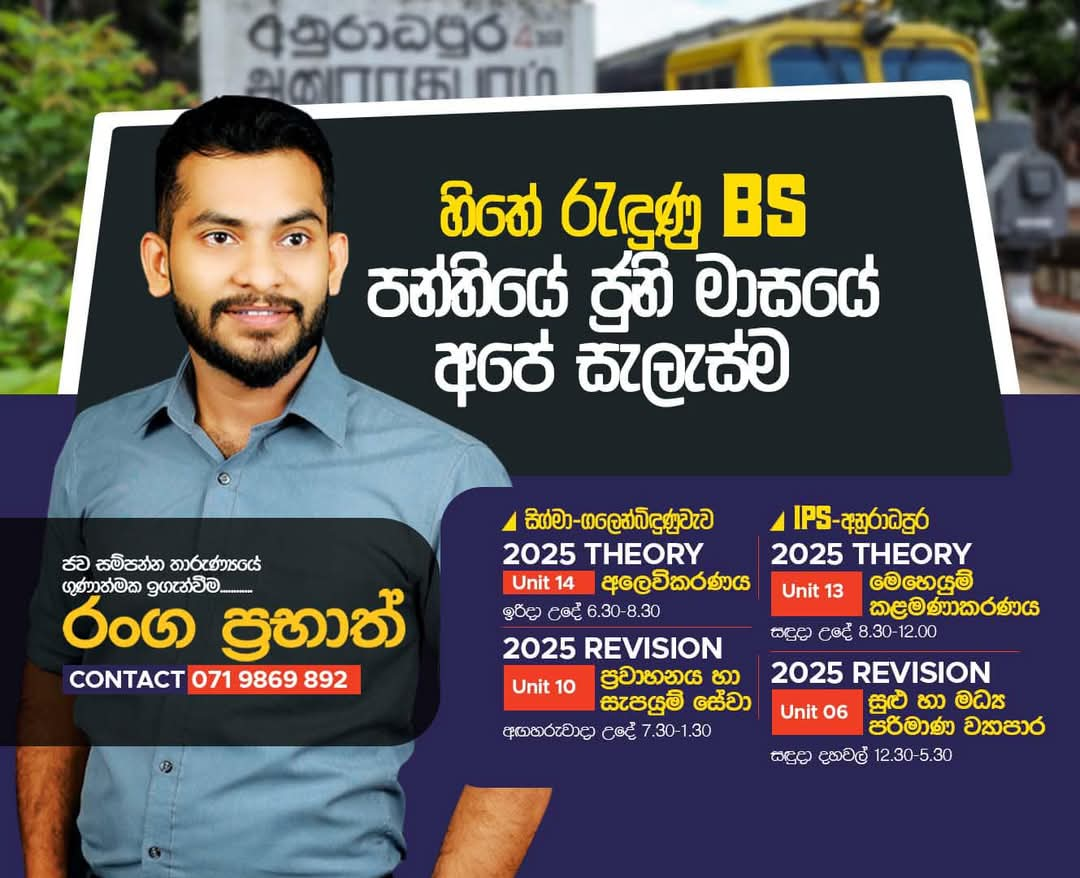 අනුරාධපුර
අනුරාගபுரம்
හිතේ රැඳුණු BS
පන්තියේ ජුනි මාසයේ
අපේ සැලැස්ම
ජව සම්පන්න තාරුණ්‍යයේ
ගුණාත්මක ඉගැන්වීම............
රංග ප්‍රභාත්
CONTACT 071 9869 892
සිග්මා-ගලෙන්බිඳුණුවැව
2025 THEORY
Unit 14 අලෙවිකරණය
ඉරිදා උදේ 6.30-8.30
2025 REVISION
Unit 10 ප්‍රවාහනය හා
සැපයුම් සේවා
අඟහරුවාදා උදේ 7.30-1.30
IPS-අනුරාධපුර
2025 THEORY
Unit 13 මෙහෙයුම්
කළමණාකරණය
සඳුදා උදේ 8.30-12.00
2025 REVISION
Unit 06 සුළු හා මධ්‍ය
පරිමාණ ව්‍යාපාර
සඳුදා දහවල් 12.30-5.30